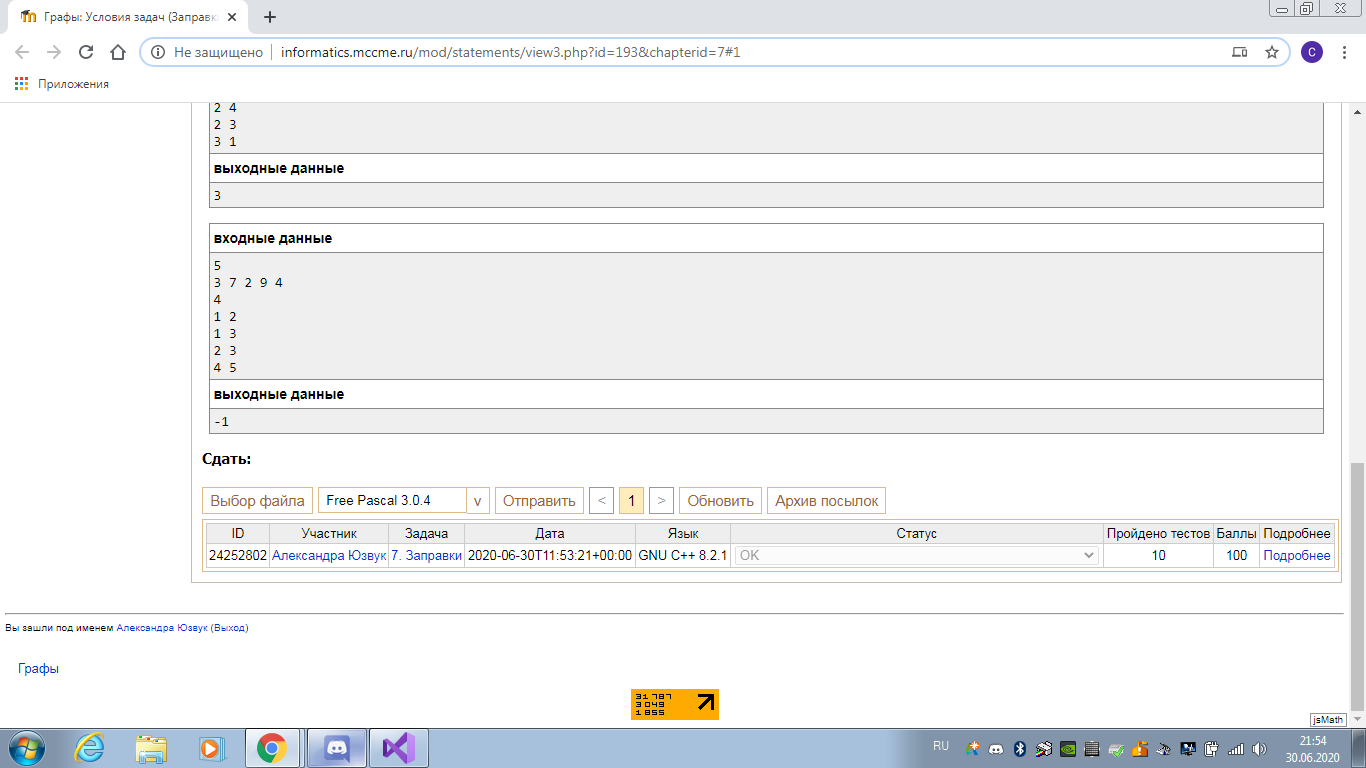 Графы: Условия задач (Заправк
Не защищено
informatics.mccme.ru/mod/statements/view3.php?id=193&chapterid=7#1
C
Приложения
2 4
2 3
3 1
выходные данные
3
входные данные
5
3 7 2 9 4
4
1 2
1 3
2 3
4 5
выходные данные
-1
Сдать:
Выбор файла Free Pascal 3.0.4 v Отправить < 1 > Обновить Архив посылок
ID Участник Задача Дата Язык Статус Пройдено тестов Баллы Подробнее
24252802 Александра Юзвук 7. Заправки 2020-06-30T11:53:21+00:00 GNU C++ 8.2.1 OK 10 100 Подробнее
Вы зашли под именем Александра Юзвук (Выход)
Графы
31 787
3 049
1 855
jsMath
RU
21:54
30.06.2020